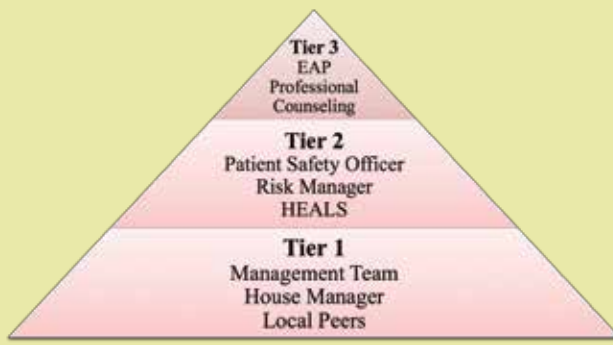 Tier 3
EAP
Professional
Counseling
Tier 2
Patient Safety Officer
Risk Manager
HEALS
Tier 1
Management Team
House Manager
Local Peers